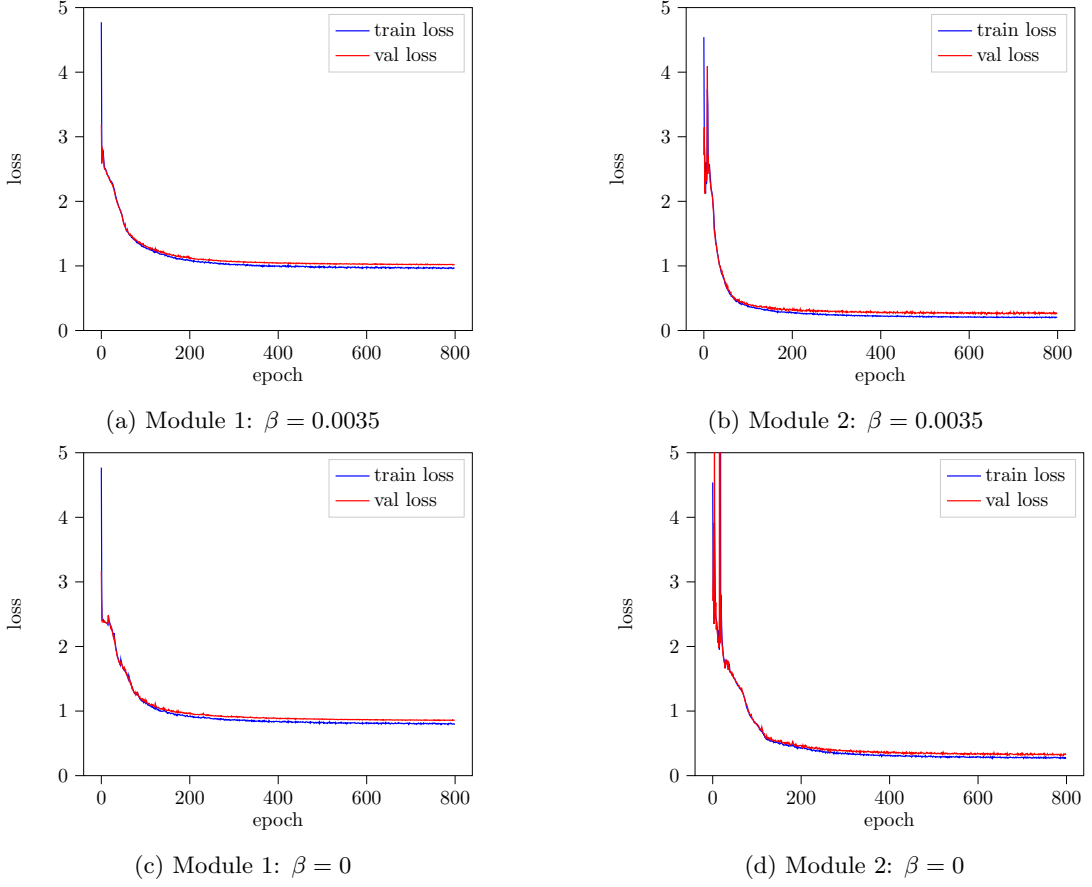 5
4
3
2
1
0
loss
0
200
400
600
800
epoch
train loss
val loss
(a) Module 1: β = 0.0035
5
4
3
2
1
0
loss
0
200
400
600
800
epoch
train loss
val loss
(b) Module 2: β = 0.0035
5
4
3
2
1
0
loss
0
200
400
600
800
epoch
train loss
val loss
(c) Module 1: β = 0
5
4
3
2
1
0
loss
0
200
400
600
800
epoch
train loss
val loss
(d) Module 2: β = 0